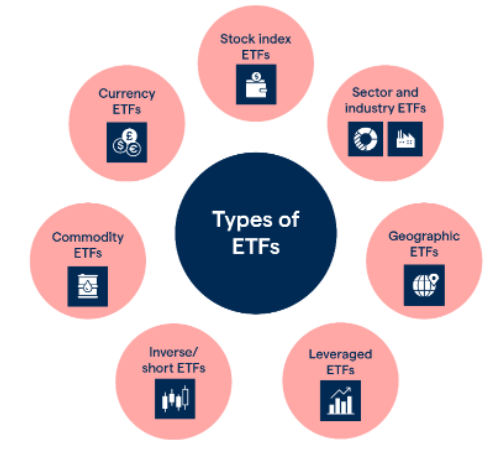 Stock index
ETFs
Sector and
industry ETFs
Geographic
ETFs
Leveraged
ETFs
Inverse/
short ETFs
Commodity
ETFs
Currency
ETFs
Types of
ETFs